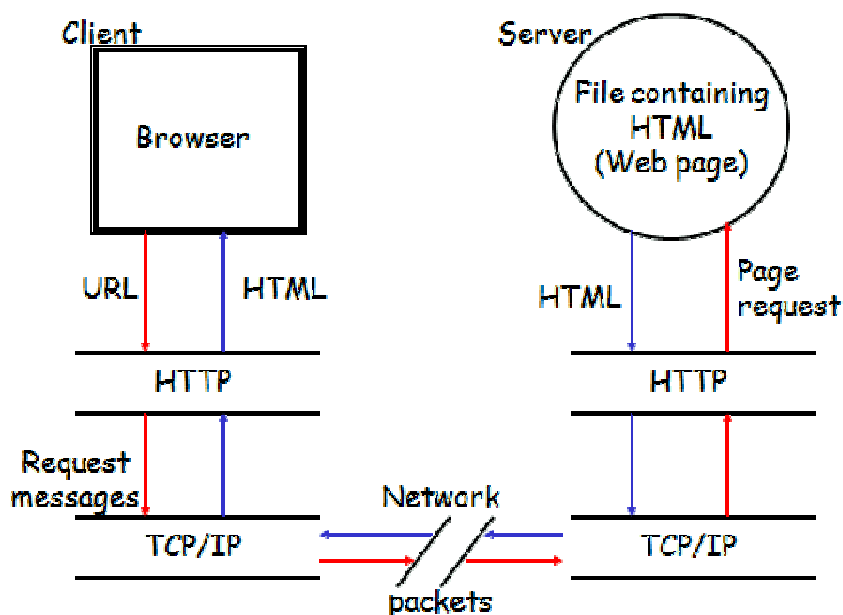 Client
Server
Browser
File containing
HTML
(Web page)
URL
HTML
HTML
Page
request
HTTP
HTTP
Request
messages
Network
TCP/IP
TCP/IP
packets